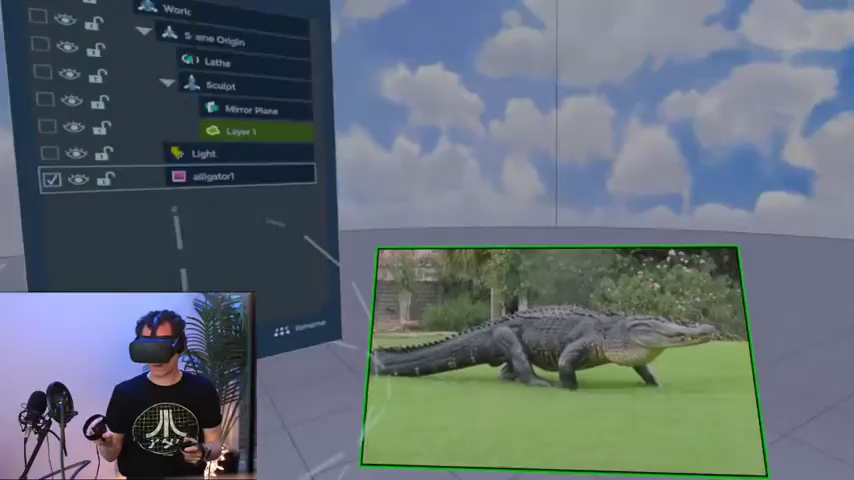 Work
Scene Origin
Lathe
Sculpt
Mirror Plane
Layer 1
Light
alligator1